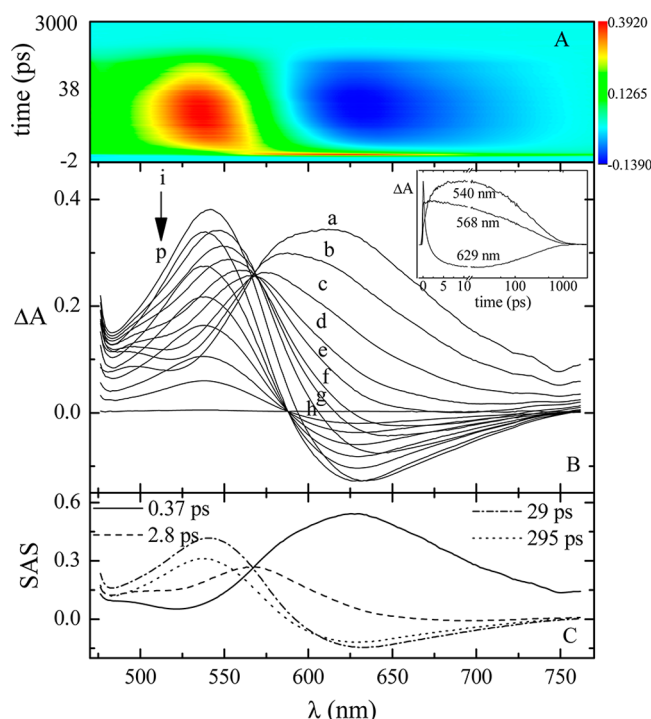 3000
38
-2
time (ps)
A
0.3920
0.1265
-0.1390
0.4
0.2
0.0
ΔA
i
p
a
b
c
d
e
f
g
h
B
ΔA
540 nm
568 nm
629 nm
0 5 10 100 1000
time (ps)
0.6
0.3
0.0
SAS
0.37 ps
2.8 ps
29 ps
295 ps
C
500 550 600 650 700 750
λ (nm)